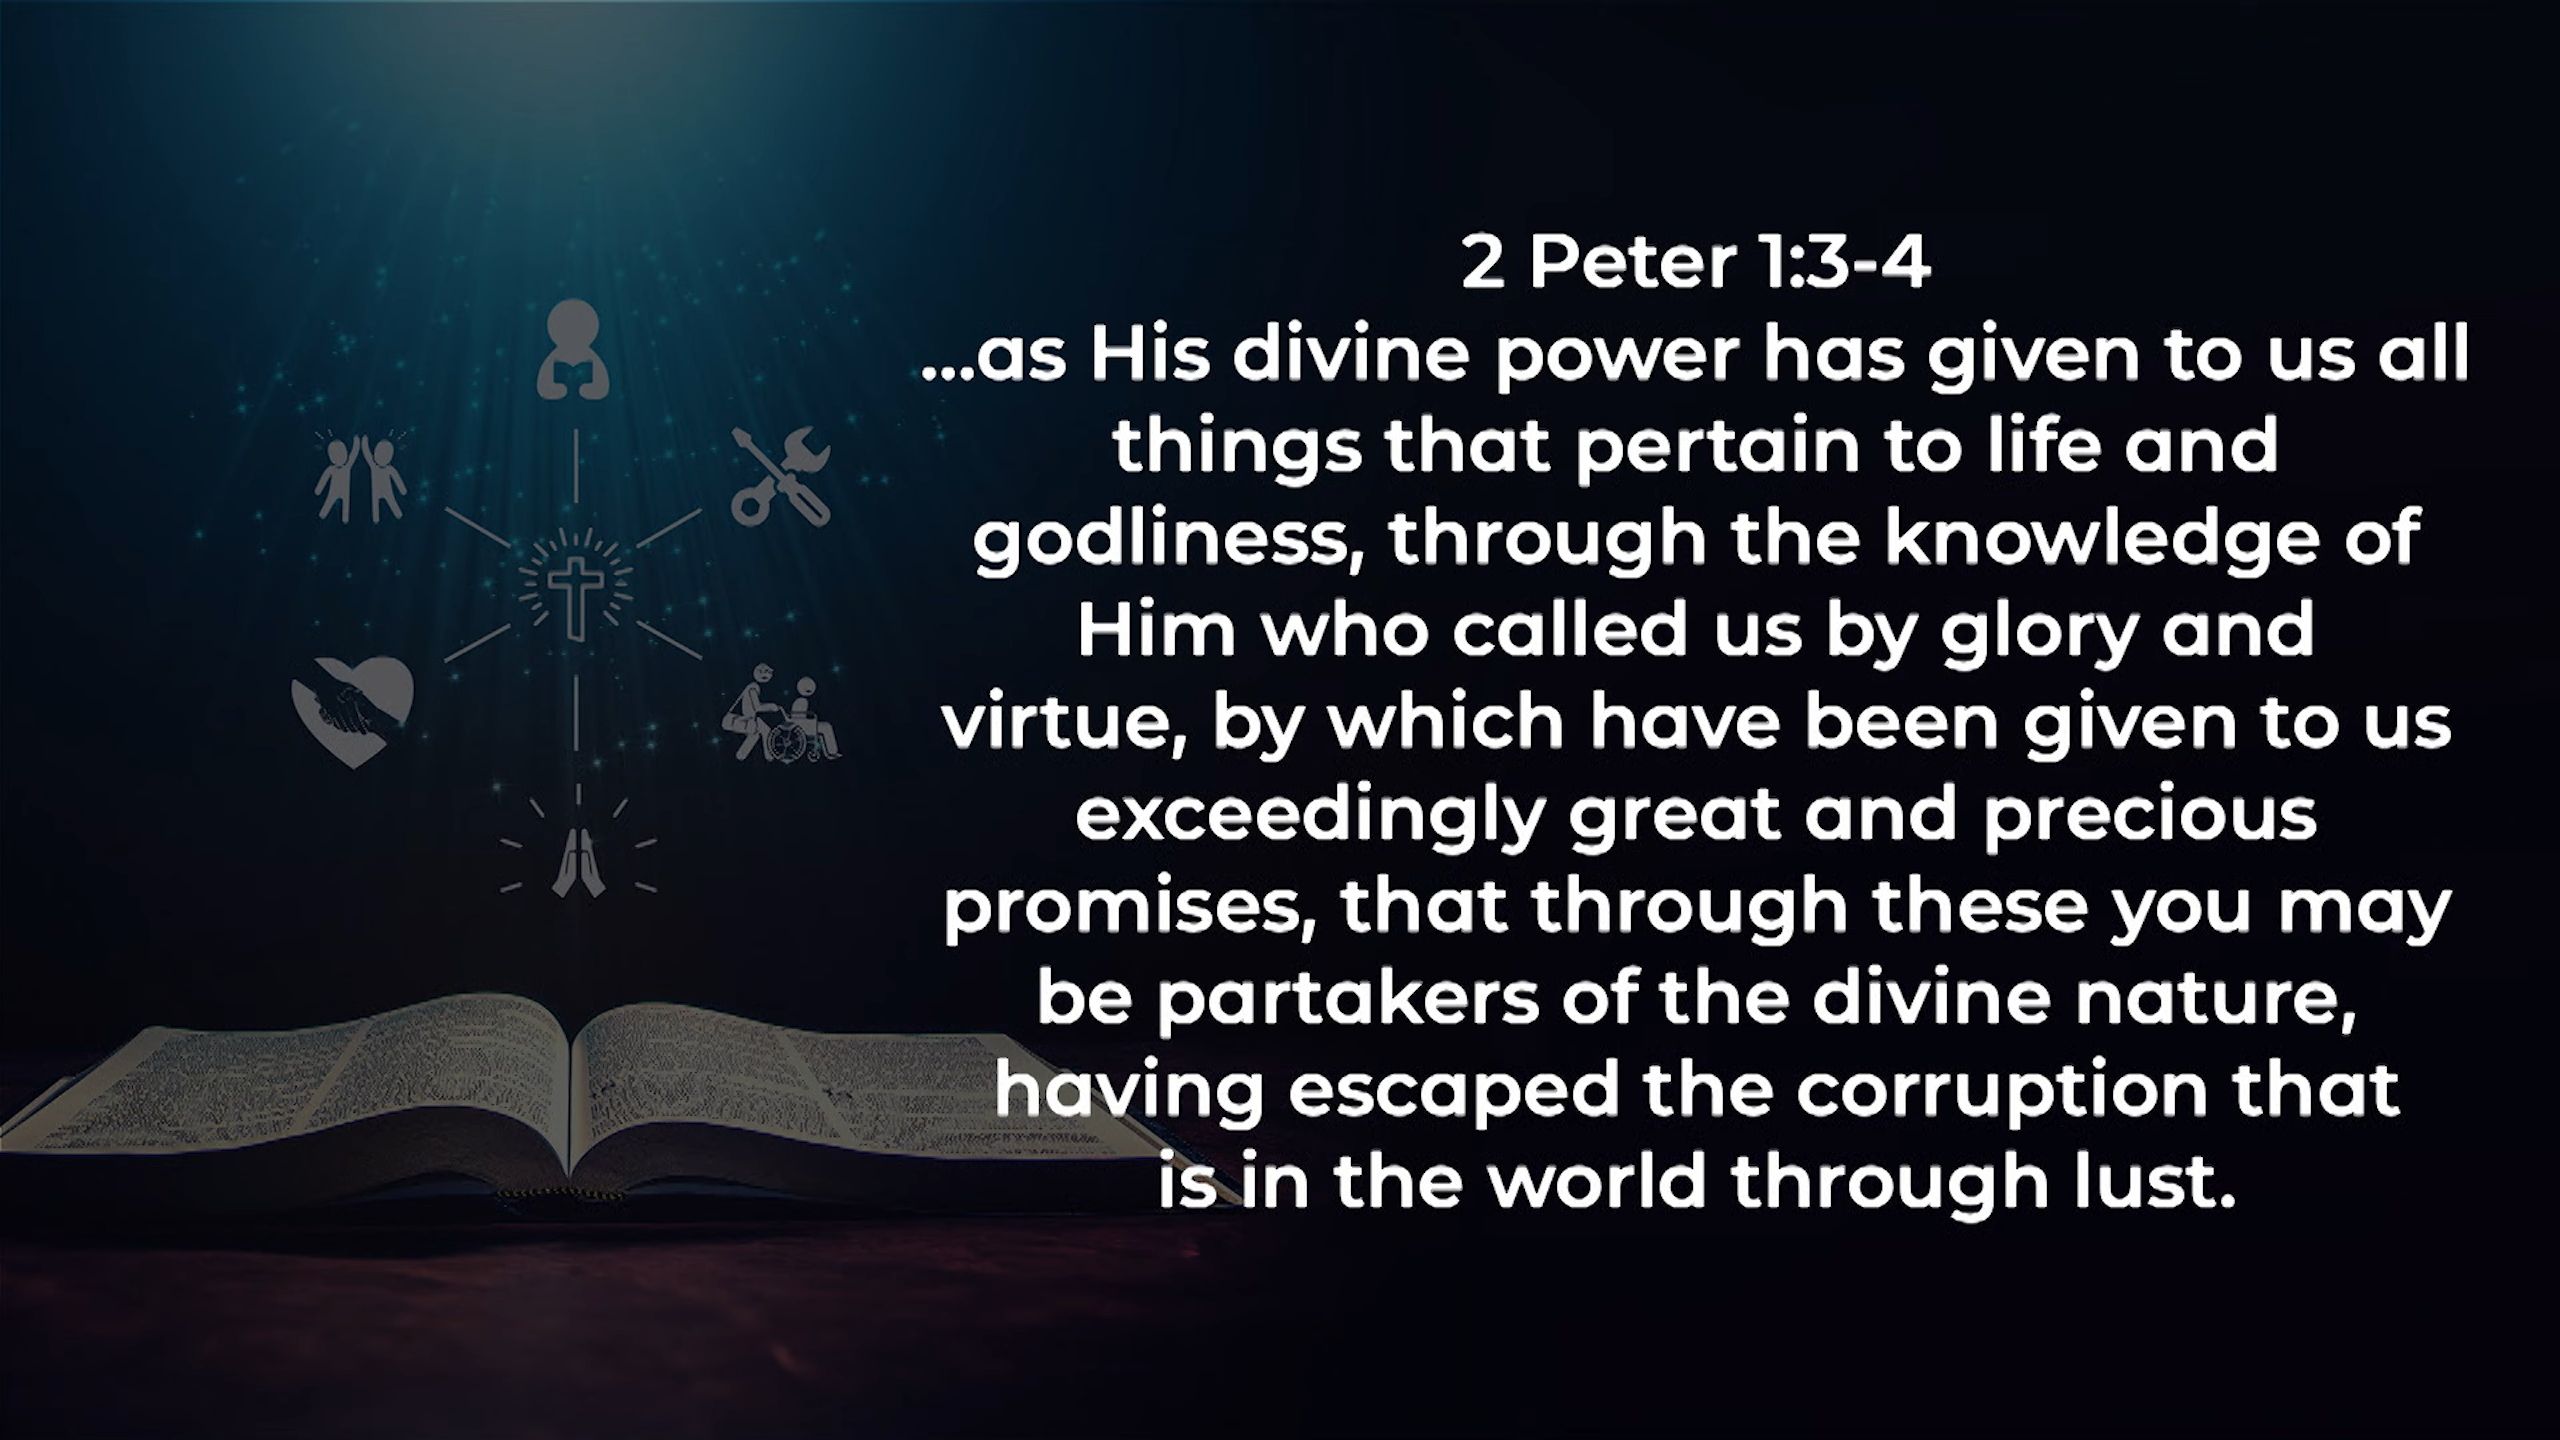 2 Peter 1:3-4
...as His divine power has given to us all
things that pertain to life and
godliness, through the knowledge of
Him who called us by glory and
virtue, by which have been given to us
exceedingly great and precious
promises, that through these you may
be partakers of the divine nature,
having escaped the corruption that
is in the world through lust.